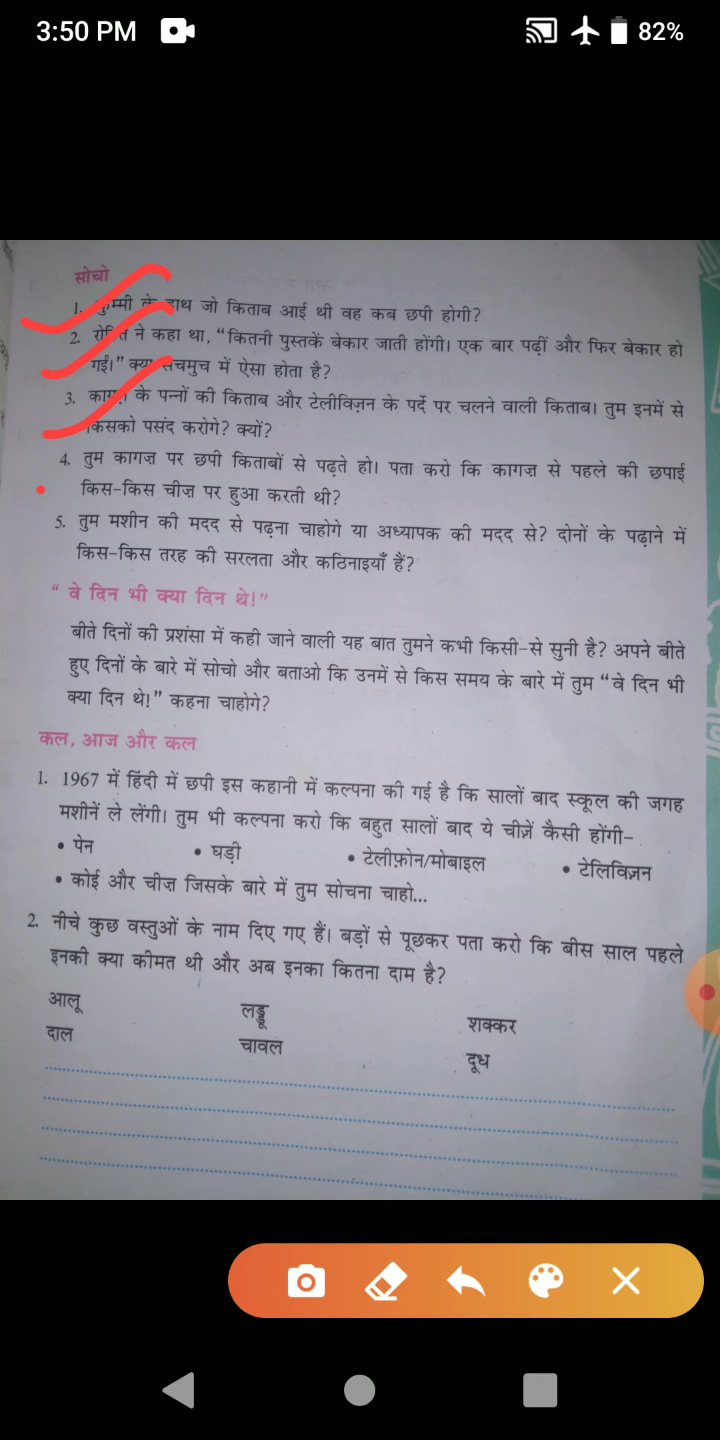 3:50 PM
82%
सोचो
1. कुम्मी के हाथ जो किताब आई थी वह कब छपी होगी?
2. रोहित ने कहा था, “कितनी पुस्तकें बेकार जाती होंगी। एक बार पढ़ीं और फिर बेकार हो
गईं।” क्या सचमुच में ऐसा होता है?
3. कागज़ के पन्नों की किताब और टेलीविज़न के पर्दे पर चलने वाली किताब। तुम इनमें से
किसको पसंद करोगे? क्यों?
4. तुम कागज़ पर छपी किताबों से पढ़ते हो। पता करो कि कागज़ से पहले की छपाई
किस-किस चीज़ पर हुआ करती थी?
5. तुम मशीन की मदद से पढ़ना चाहोगे या अध्यापक की मदद से? दोनों के पढ़ाने में
किस-किस तरह की सरलता और कठिनाइयाँ हैं?
“ वे दिन भी क्या दिन थे!”
बीते दिनों की प्रशंसा में कही जाने वाली यह बात तुमने कभी किसी-से सुनी है? अपने बीते
हुए दिनों के बारे में सोचो और बताओ कि उनमें से किस समय के बारे में तुम “वे दिन भी
क्या दिन थे!” कहना चाहोगे?
कल, आज और कल
1. 1967 में हिंदी में छपी इस कहानी में कल्पना की गई है कि सालों बाद स्कूल की जगह
मशीनें ले लेंगी। तुम भी कल्पना करो कि बहुत सालों बाद ये चीज़ें कैसी होंगी-
• पेन • घड़ी • टेलीफ़ोन/मोबाइल • टेलिविज़न
• कोई और चीज़ जिसके बारे में तुम सोचना चाहो...
2. नीचे कुछ वस्तुओं के नाम दिए गए हैं। बड़ों से पूछकर पता करो कि बीस साल पहले
इनकी क्या कीमत थी और अब इनका कितना दाम है?
आलू लड्डू शक्कर
दाल चावल दूध